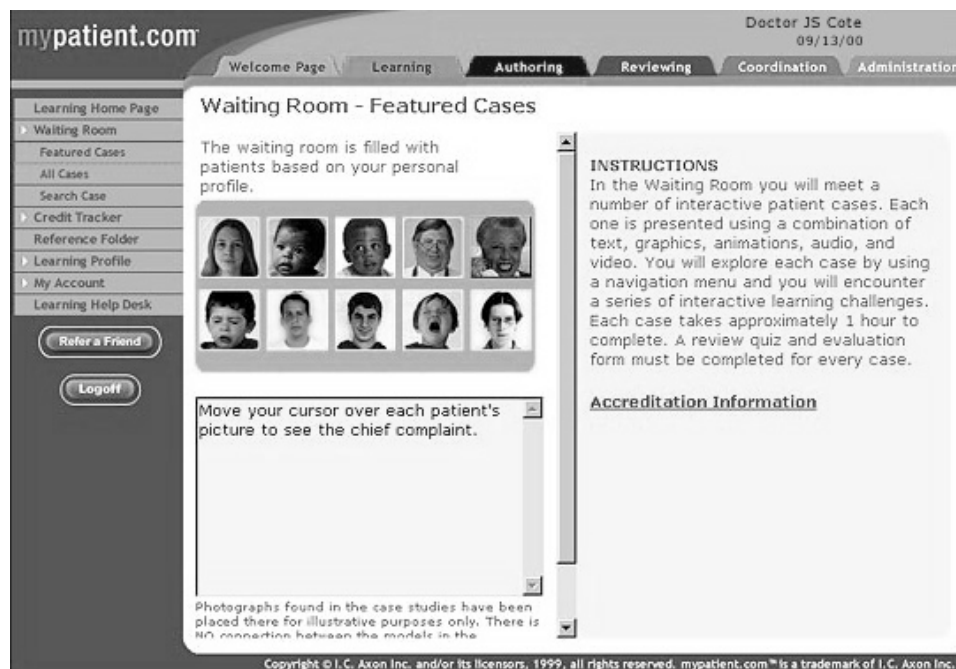 mypatient.com
Doctor JS Cote
09/13/00
Welcome Page
Learning
Authoring
Reviewing
Coordination
Administration
Learning Home Page
Waiting Room
Featured Cases
All Cases
Search Case
Credit Tracker
Reference Folder
Learning Profile
My Account
Learning Help Desk
Refer a Friend
Logoff
Waiting Room - Featured Cases
The waiting room is filled with
patients based on your personal
profile.
Move your cursor over each patient's
picture to see the chief complaint.
Photographs found in the case studies have been
placed there for illustrative purposes only. There is
NO connection between the models in the
INSTRUCTIONS
In the Waiting Room you will meet a
number of interactive patient cases. Each
one is presented using a combination of
text, graphics, animations, audio, and
video. You will explore each case by using
a navigation menu and you will encounter
a series of interactive learning challenges.
Each case takes approximately 1 hour to
complete. A review quiz and evaluation
form must be completed for every case.
Accreditation Information
Copyright © I.C. Axon Inc. and/or its licensors, 1999, all rights reserved. mypatient.com™ is a trademark of I.C. Axon Inc.